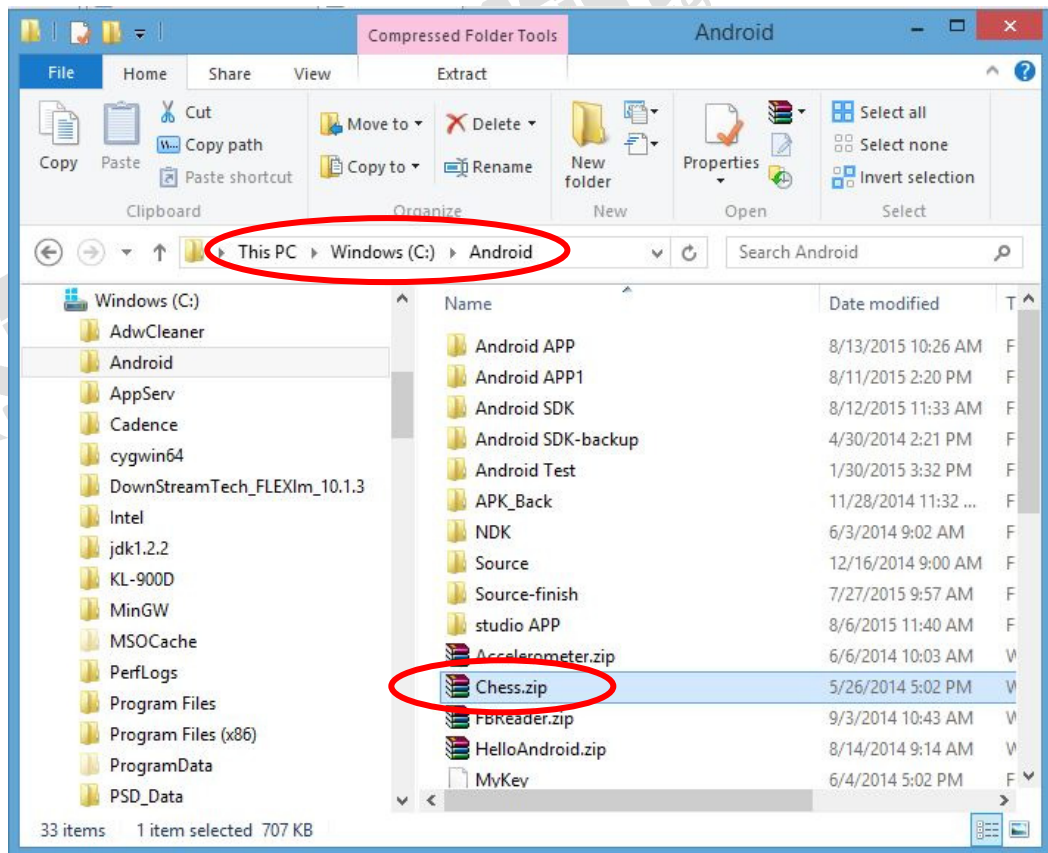 Compressed Folder Tools Android
File Home Share View Extract
Copy Paste Cut Copy path Paste shortcut Move to Copy to Delete Rename New folder Properties Select all Select none Invert selection
Clipboard Organize New Open Select
This PC Windows (C:) Android Search Android
Windows (C:) Name Date modified T
AdwCleaner
Android APP 8/13/2015 10:26 AM F
Android
Android APP1 8/11/2015 2:20 PM F
AppServ
Android SDK 8/12/2015 11:33 AM F
Cadence
Android SDK-backup 4/30/2014 2:21 PM F
cygwin64
Android Test 1/30/2015 3:32 PM F
DownStreamTech_FLEXlm_10.1.3
APK_Back 11/28/2014 11:32 ... F
Intel
NDK 6/3/2014 9:02 AM F
jdk1.2.2
Source 12/16/2014 9:00 AM F
KL-900D
Source-finish 7/27/2015 9:57 AM F
MinGW
studio APP 8/6/2015 11:40 AM F
MSOCache
Accelerometer.zip 6/6/2014 10:03 AM W
PerfLogs
Chess.zip 5/26/2014 5:02 PM W
Program Files
FBReader.zip 9/3/2014 10:43 AM W
Program Files (x86)
HelloAndroid.zip 8/14/2014 9:14 AM W
ProgramData
MyKey 6/4/2014 5:02 PM F
PSD_Data
33 items 1 item selected 707 KB